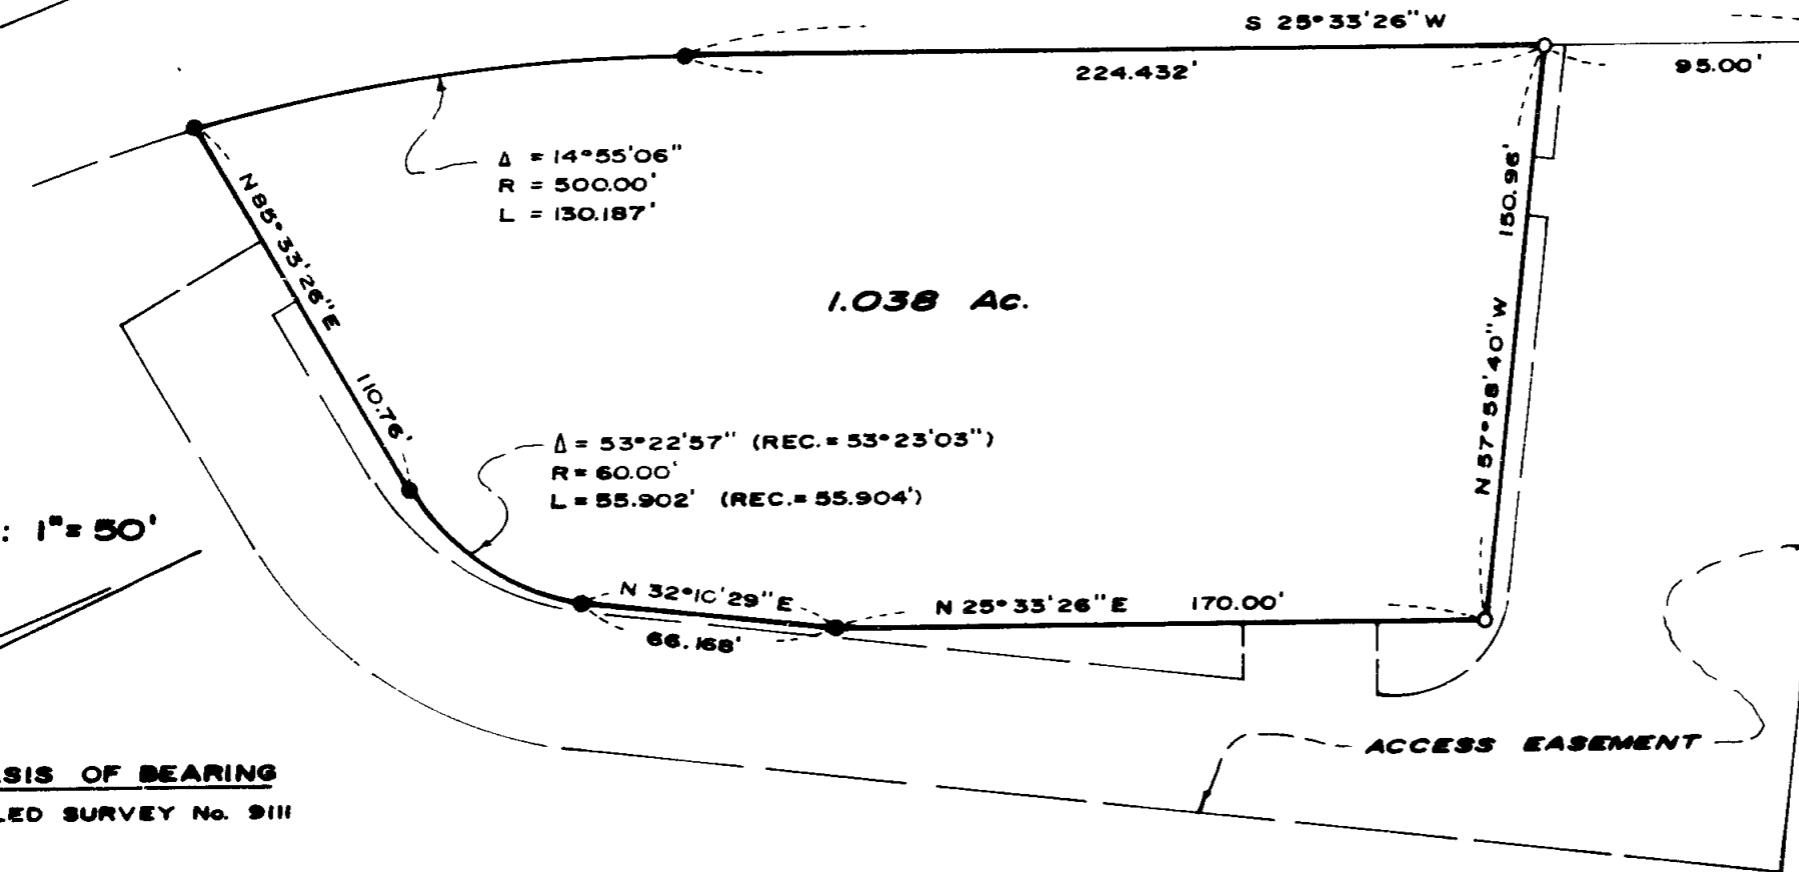 S 25°33'26" W
224.432'
95.00'
Δ = 14°55'06"
R = 500.00'
L = 130.187'
N 85°33'26" E
110.76'
150.96'
N 57°58'40" W
1.038 Ac.
Δ = 53°22'57" (REC. = 53°23'03")
R = 60.00'
L = 55.902' (REC. = 55.904')
: 1" = 50'
N 32°10'29" E
66.168'
N 25°33'26" E 170.00'
ACCESS EASEMENT
SIS OF BEARING
LED SURVEY No. 9111